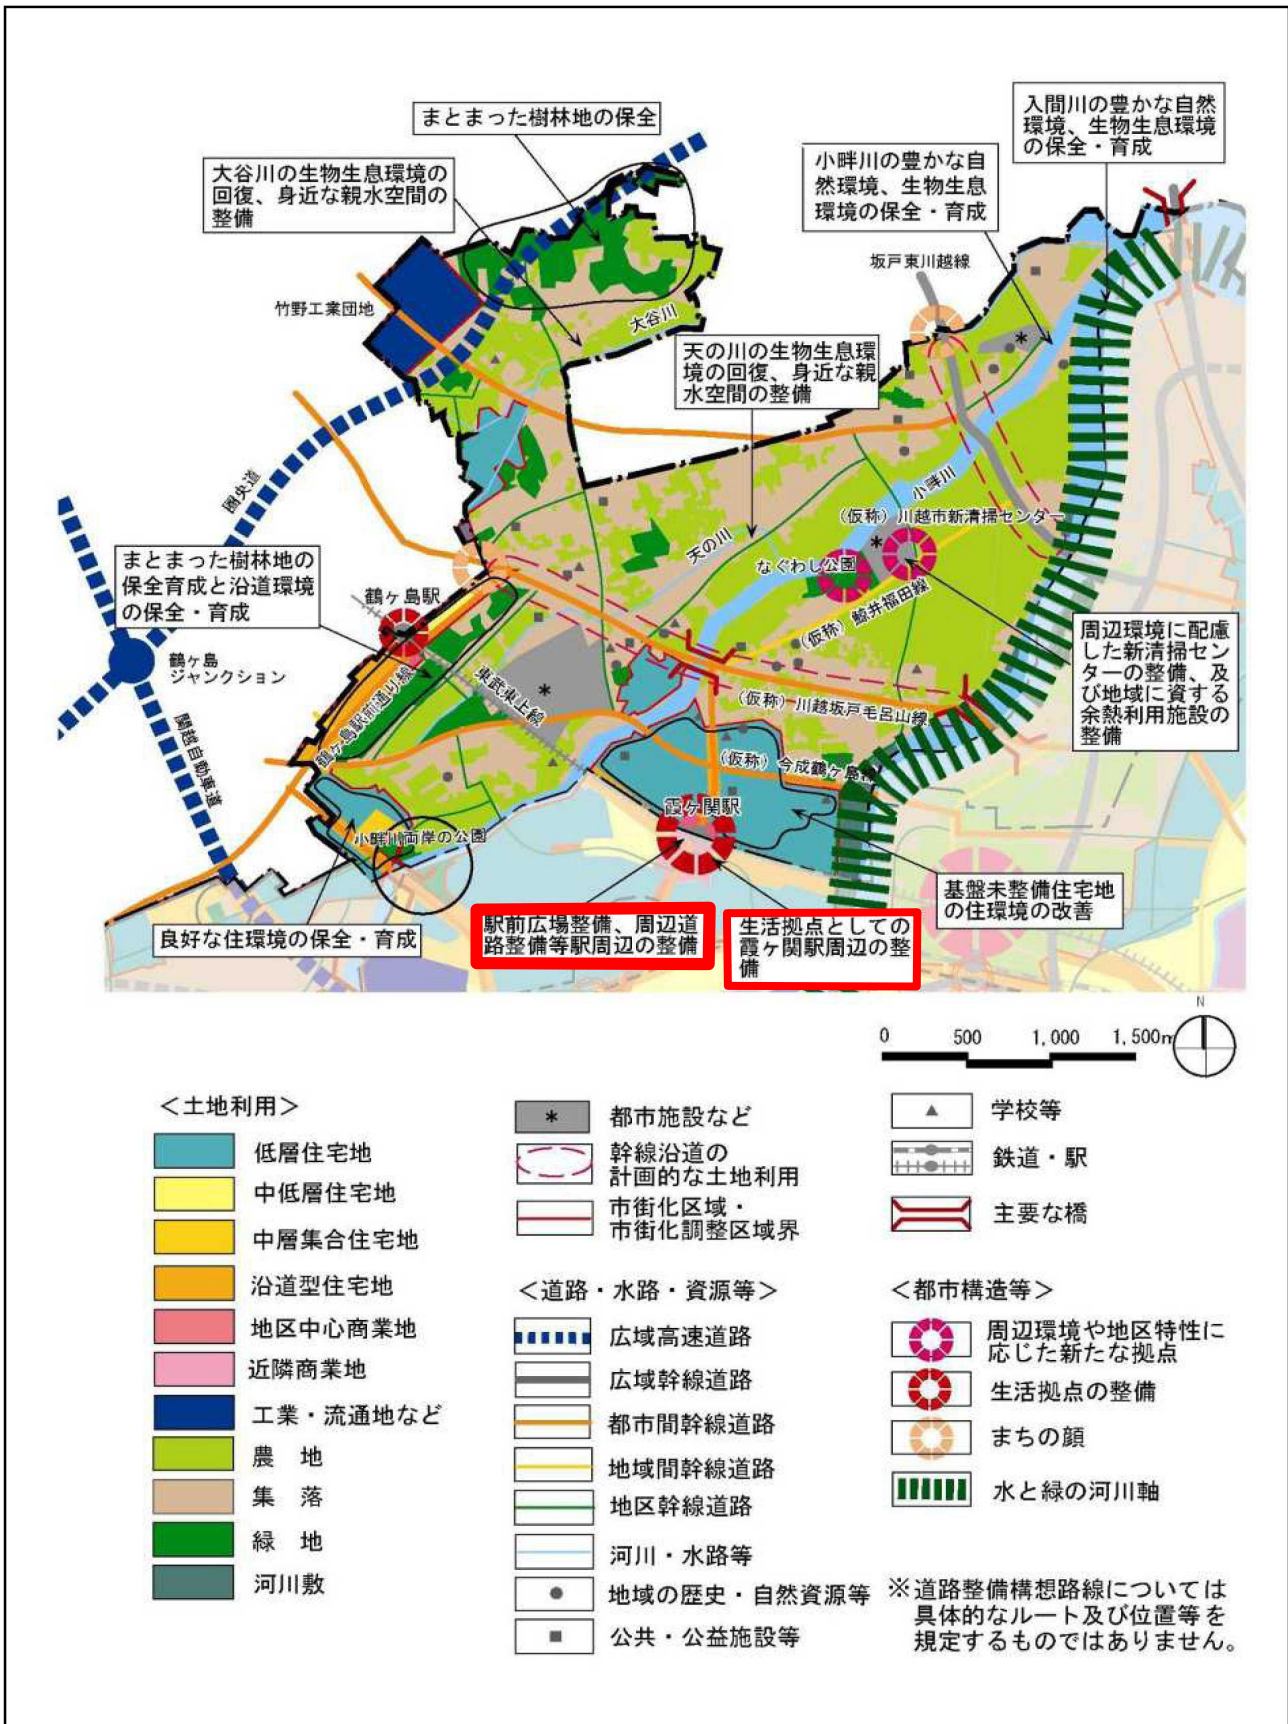 まとまった樹林地の保全
入間川の豊かな自然
環境、生物生息環境
の保全・育成
大谷川の生物生息環境の
回復、身近な親水空間の
整備
小畔川の豊かな自
然環境、生物生息
環境の保全・育成
坂戸東川越線
竹野工業団地
大谷川
天の川の生物生息環
境の回復、身近な親
水空間の整備
圏央道
小畔川
(仮称)川越市新清掃センター
天の川
なぐわし公園
まとまった樹林地の
保全育成と沿道環境
の保全・育成
鶴ヶ島駅
(仮称)鯨井福田線
周辺環境に配慮
した新清掃セン
ターの整備、及
び地域に資する
余熱利用施設の
整備
鶴ヶ島
ジャンクション
鶴ヶ島駅前通り線
東武東上線
(仮称)川越坂戸毛呂山線
関越自動車道
(仮称)今成鶴ヶ島線
霞ヶ関駅
小畔川両岸の公園
基盤未整備住宅地
の住環境の改善
良好な住環境の保全・育成
駅前広場整備、周辺道
路整備等駅周辺の整備
生活拠点としての
霞ヶ関駅周辺の整
備
N
0 500 1,000 1,500m
<土地利用>
低層住宅地
中低層住宅地
中層集合住宅地
沿道型住宅地
地区中心商業地
近隣商業地
工業・流通地など
農 地
集 落
緑 地
河川敷
* 都市施設など
幹線沿道の
計画的な土地利用
市街化区域・
市街化調整区域界
<道路・水路・資源等>
広域高速道路
広域幹線道路
都市間幹線道路
地域間幹線道路
地区幹線道路
河川・水路等
地域の歴史・自然資源等
公共・公益施設等
学校等
鉄道・駅
主要な橋
<都市構造等>
周辺環境や地区特性に
応じた新たな拠点
生活拠点の整備
まちの顔
水と緑の河川軸
※道路整備構想路線については
具体的なルート及び位置等を
規定するものではありません。